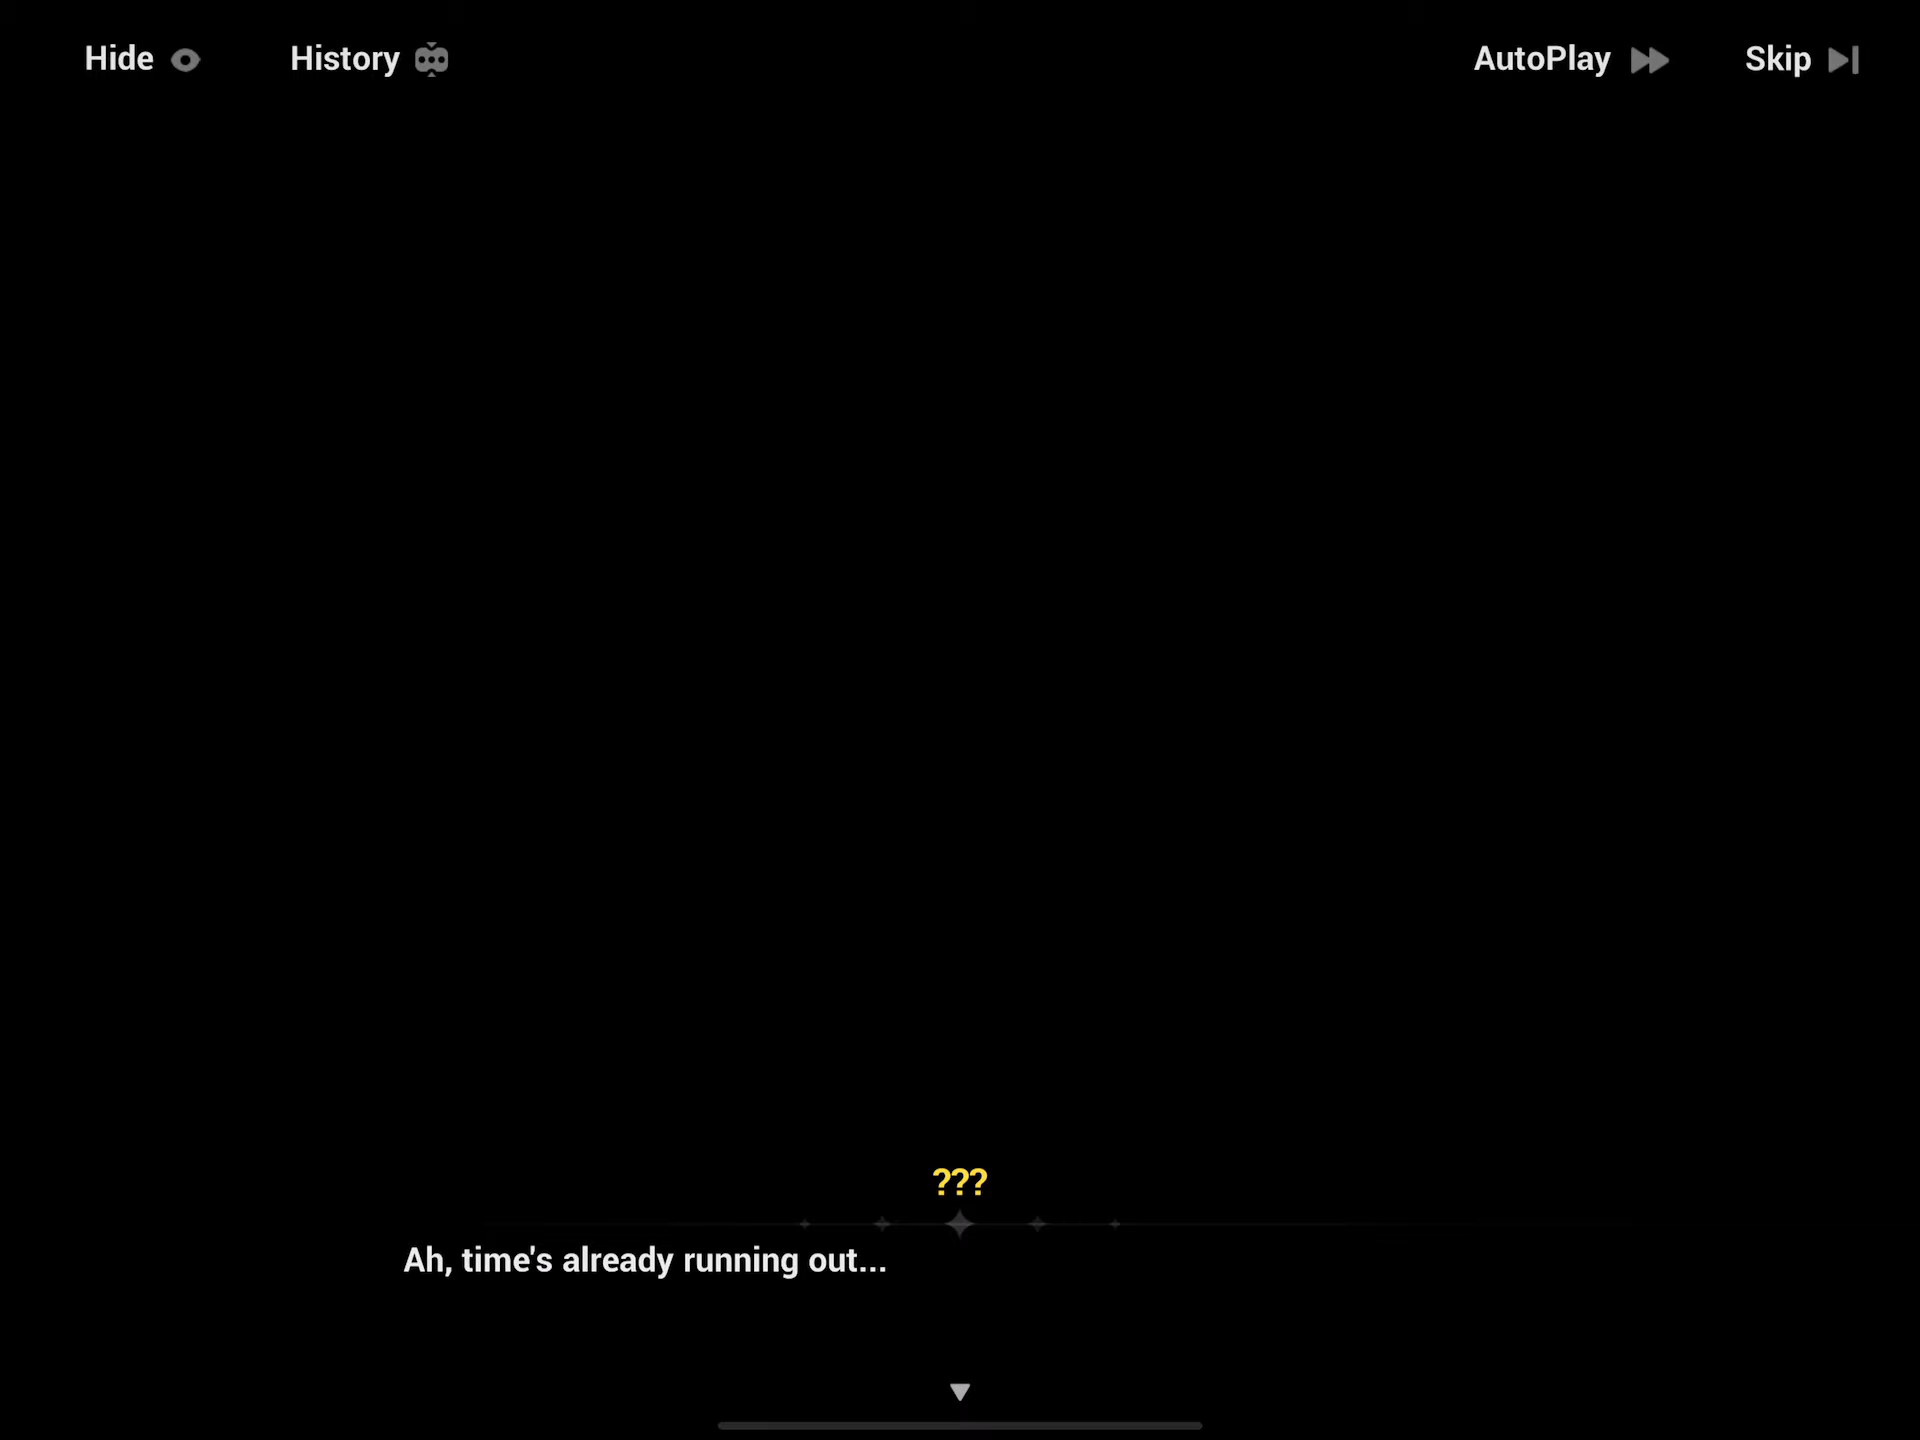 Hide
History
AutoPlay
Skip
???
Ah, time's already running out...